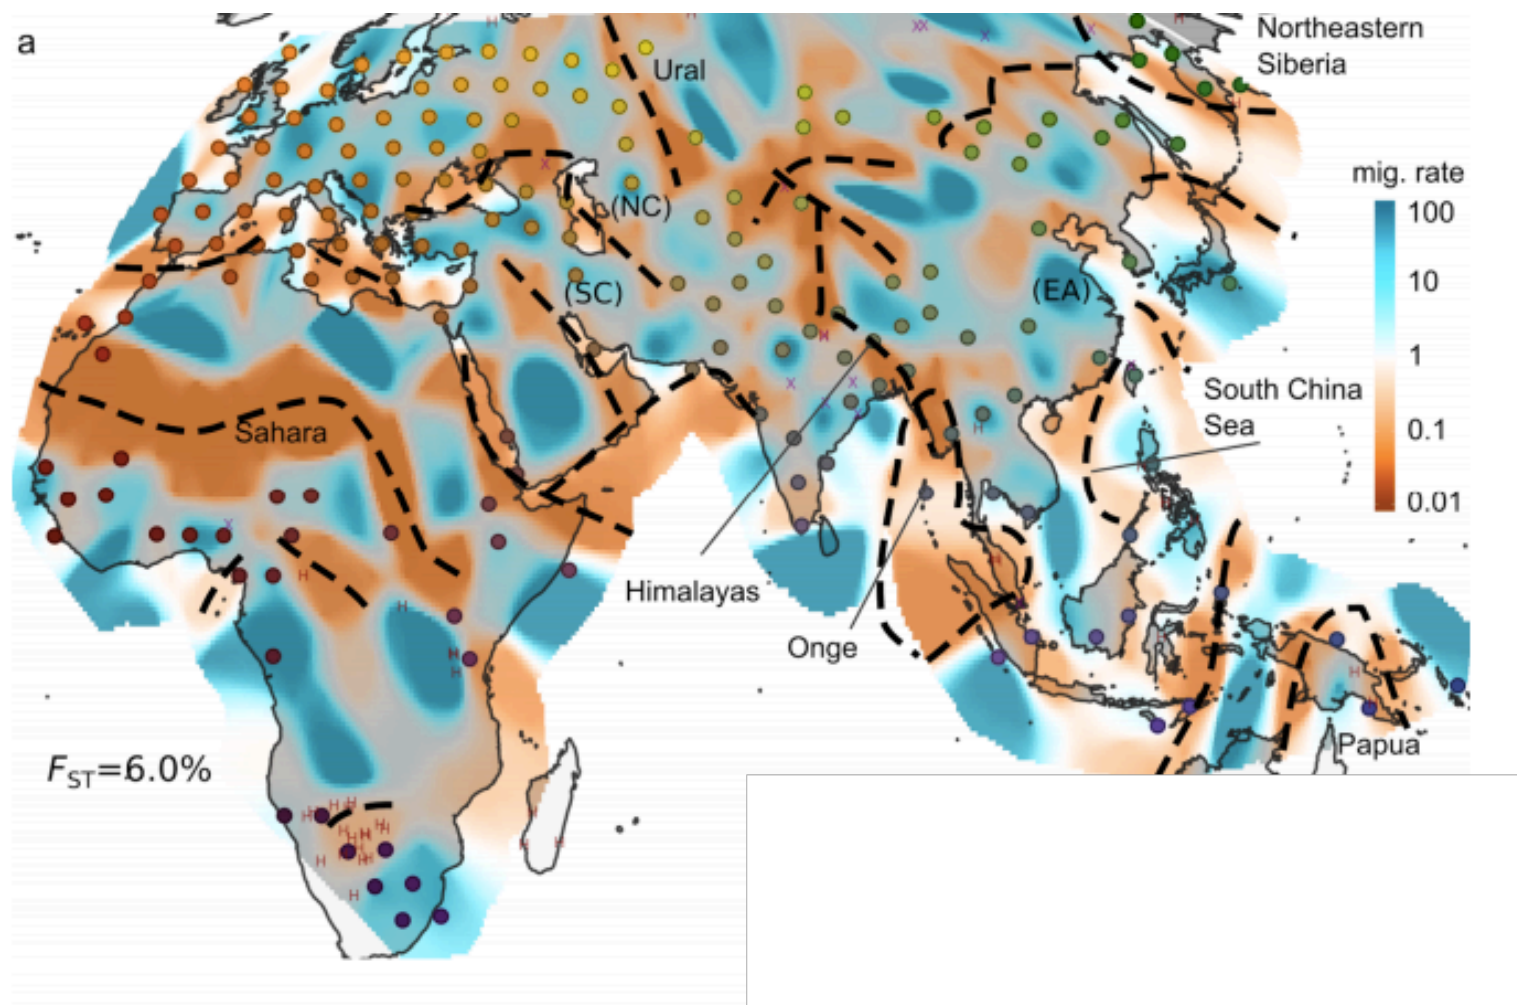 a
Northeastern
Siberia
Ural
mig. rate
100
10
1
0.1
0.01
(NC)
(SC)
(EA)
South China
Sea
Sahara
Himalayas
Onge
Papua
FST=6.0%